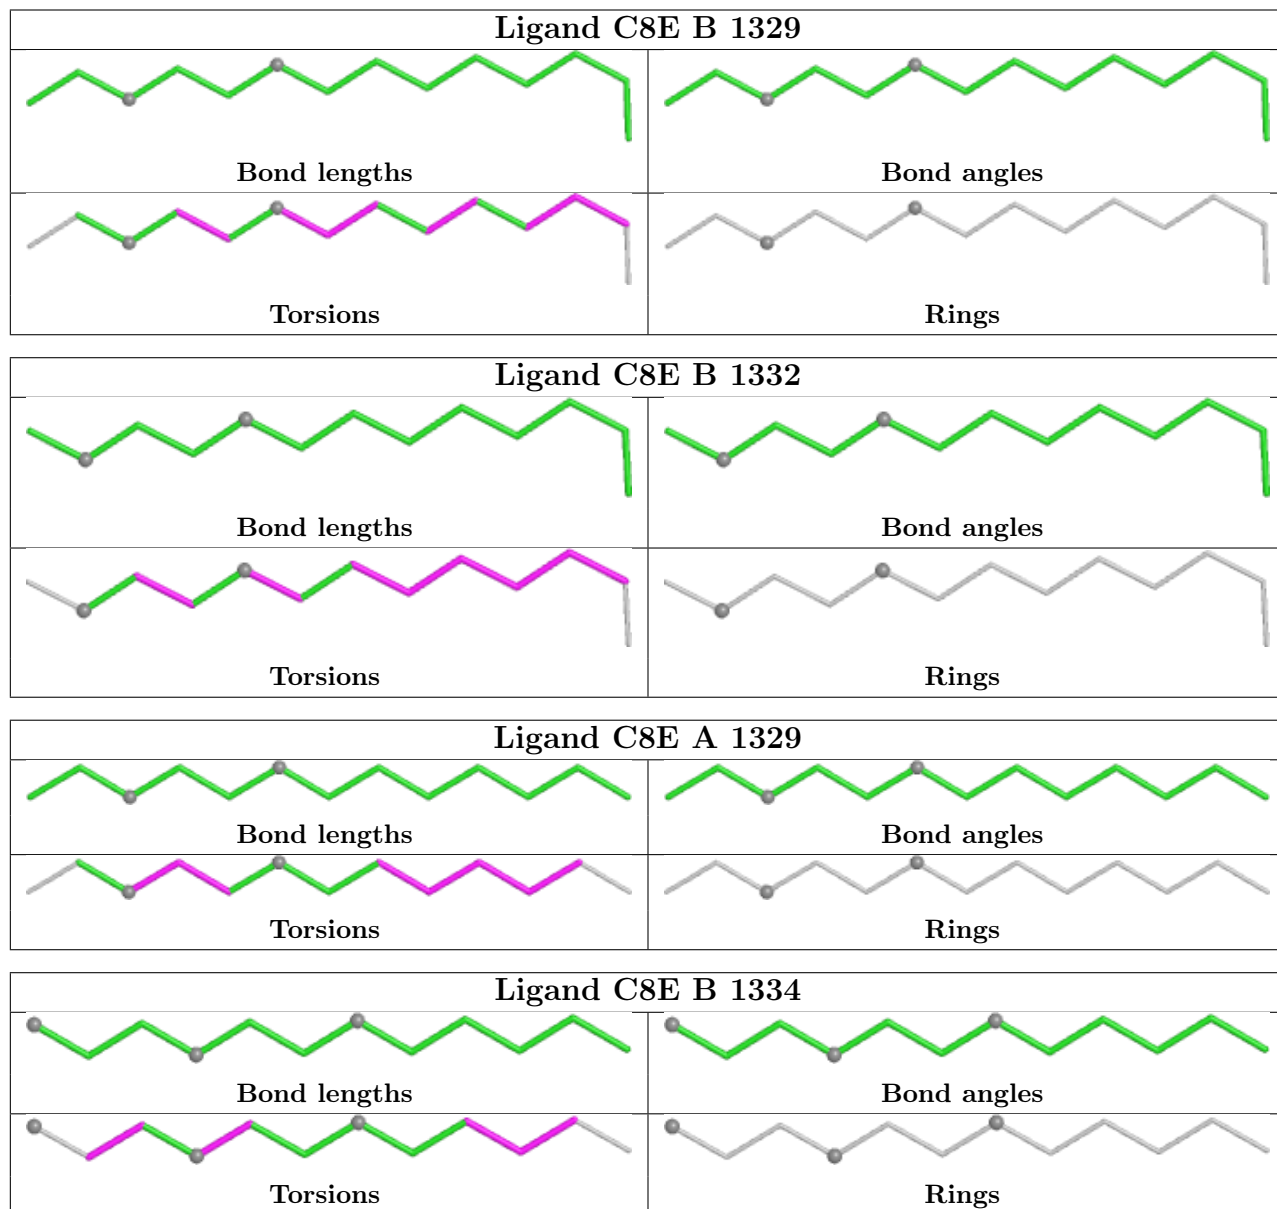 Ligand C8E B 1329
Bond lengths
Bond angles
Torsions
Rings
Ligand C8E B 1332
Bond lengths
Bond angles
Torsions
Rings
Ligand C8E A 1329
Bond lengths
Bond angles
Torsions
Rings
Ligand C8E B 1334
Bond lengths
Bond angles
Torsions
Rings